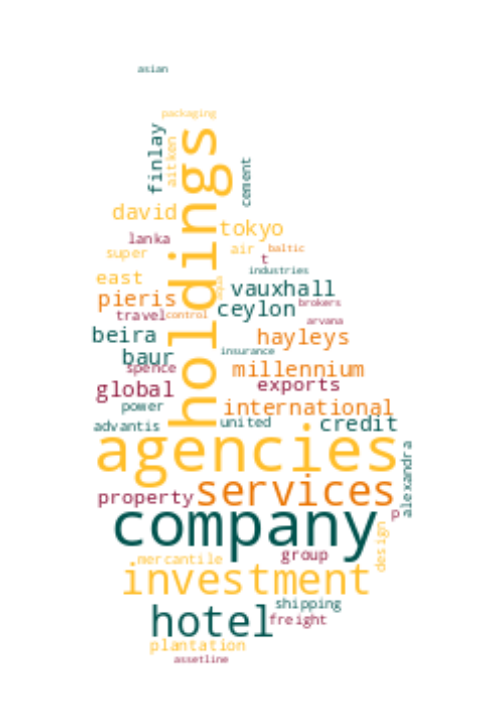 asian
packaging
finlay
aitken
holdings
cement
david
tokyo
lanka
air
baltic
super
t
industries
east
aqua
vauxhall
pieris
brokers
ceylon
travel
control
arvana
beira
hayleys
baur
insurance
spence
millennium
global
exports
power
international
advantis
united
credit
agencies
alexandra
property
services
p
company
design
mercantile
group
investment
hotel
shipping
freight
plantation
assetline